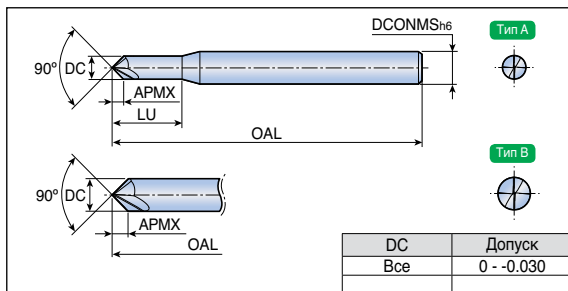 DCONMSh6
Тип A
90° DC
APMX
LU
OAL
Тип B
90° DC
APMX
OAL
DC Допуск
Все 0 - -0.030